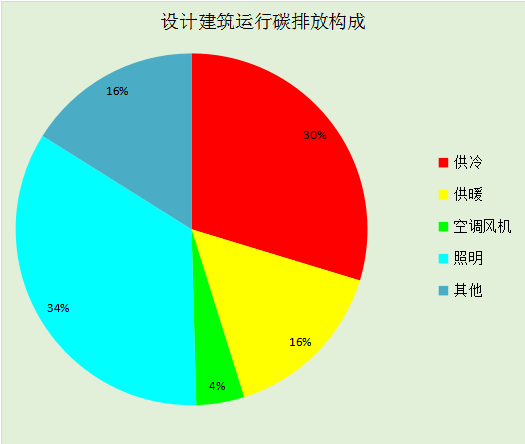 设计建筑运行碳排放构成
16%
30%
34%
16%
4%
供冷
供暖
空调风机
照明
其他